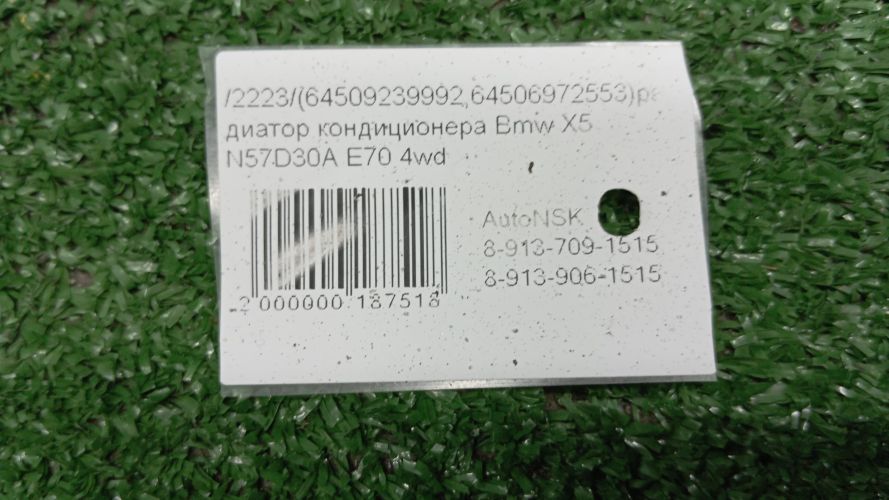 /2223/(64509239992,64506972553)ра
диатор кондиционера Bmw X5
N57D30A E70 4wd
AutoNSK
8-913-709-1515
8-913-906-1515
2 000000 187518